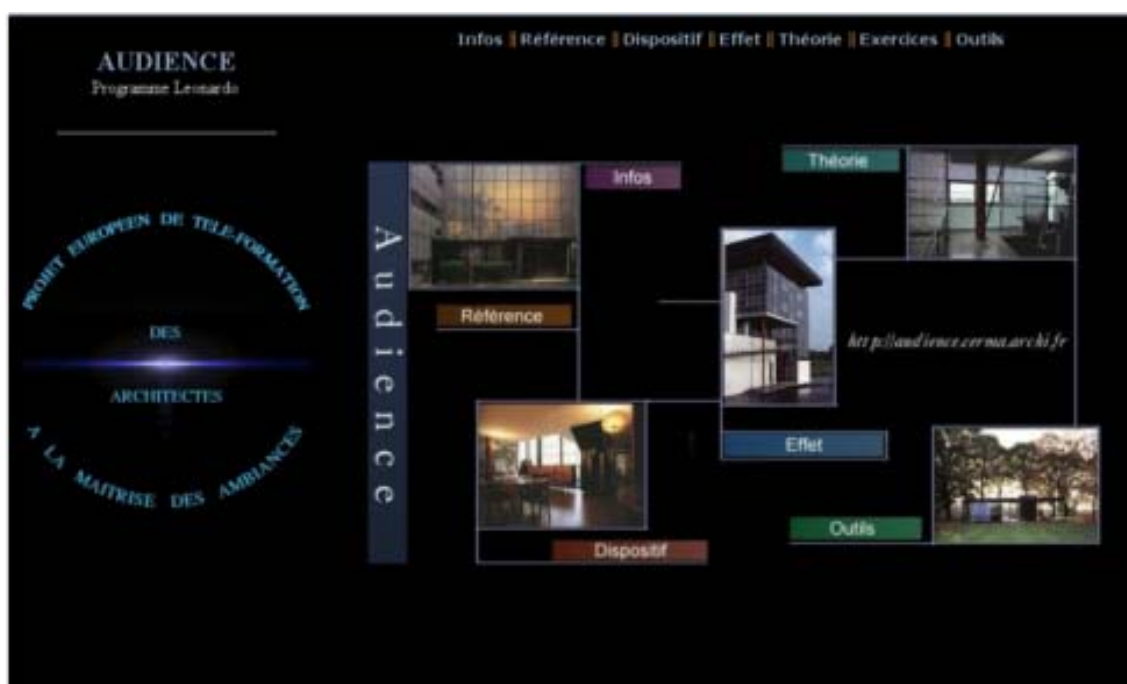 Infos || Référence || Dispositif || Effet || Théorie || Exercices || Outils
AUDIENCE
Programme Leonardo
PROJET EUROPEEN DE TELE-FORMATION
DES
ARCHITECTES
A LA MAITRISE DES AMBIANCES
Audience
Infos
Théorie
Référence
http://audience.cerma.archi.fr
Effet
Outils
Dispositif